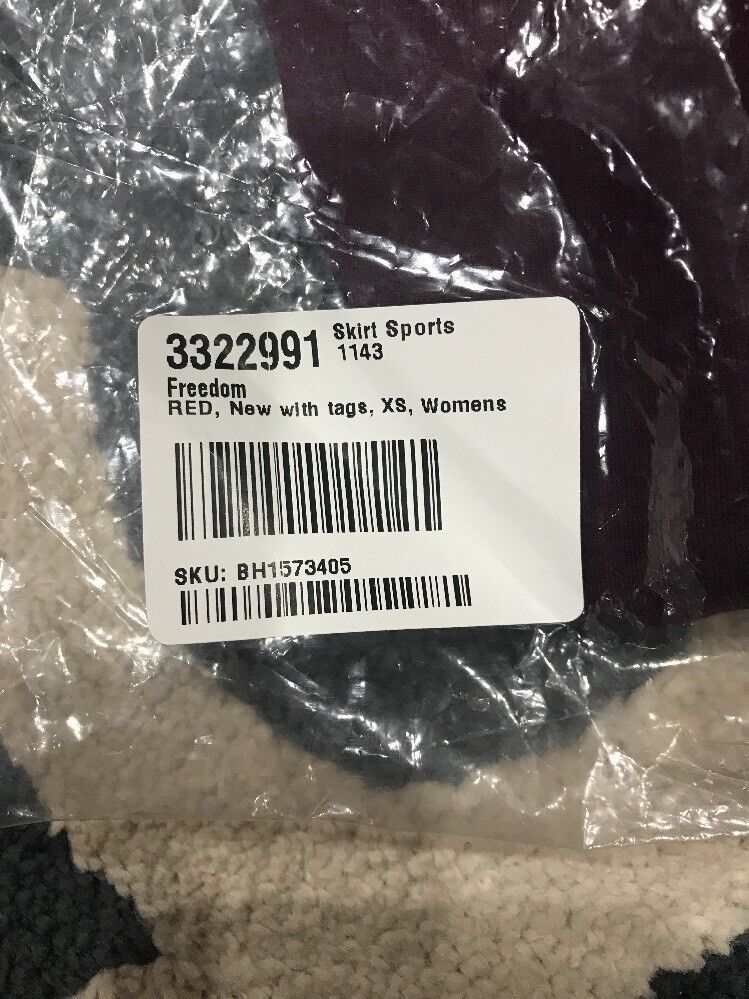 3322991 Skirt Sports
1143
Freedom
RED, New with tags, XS, Womens
SKU: BH1573405